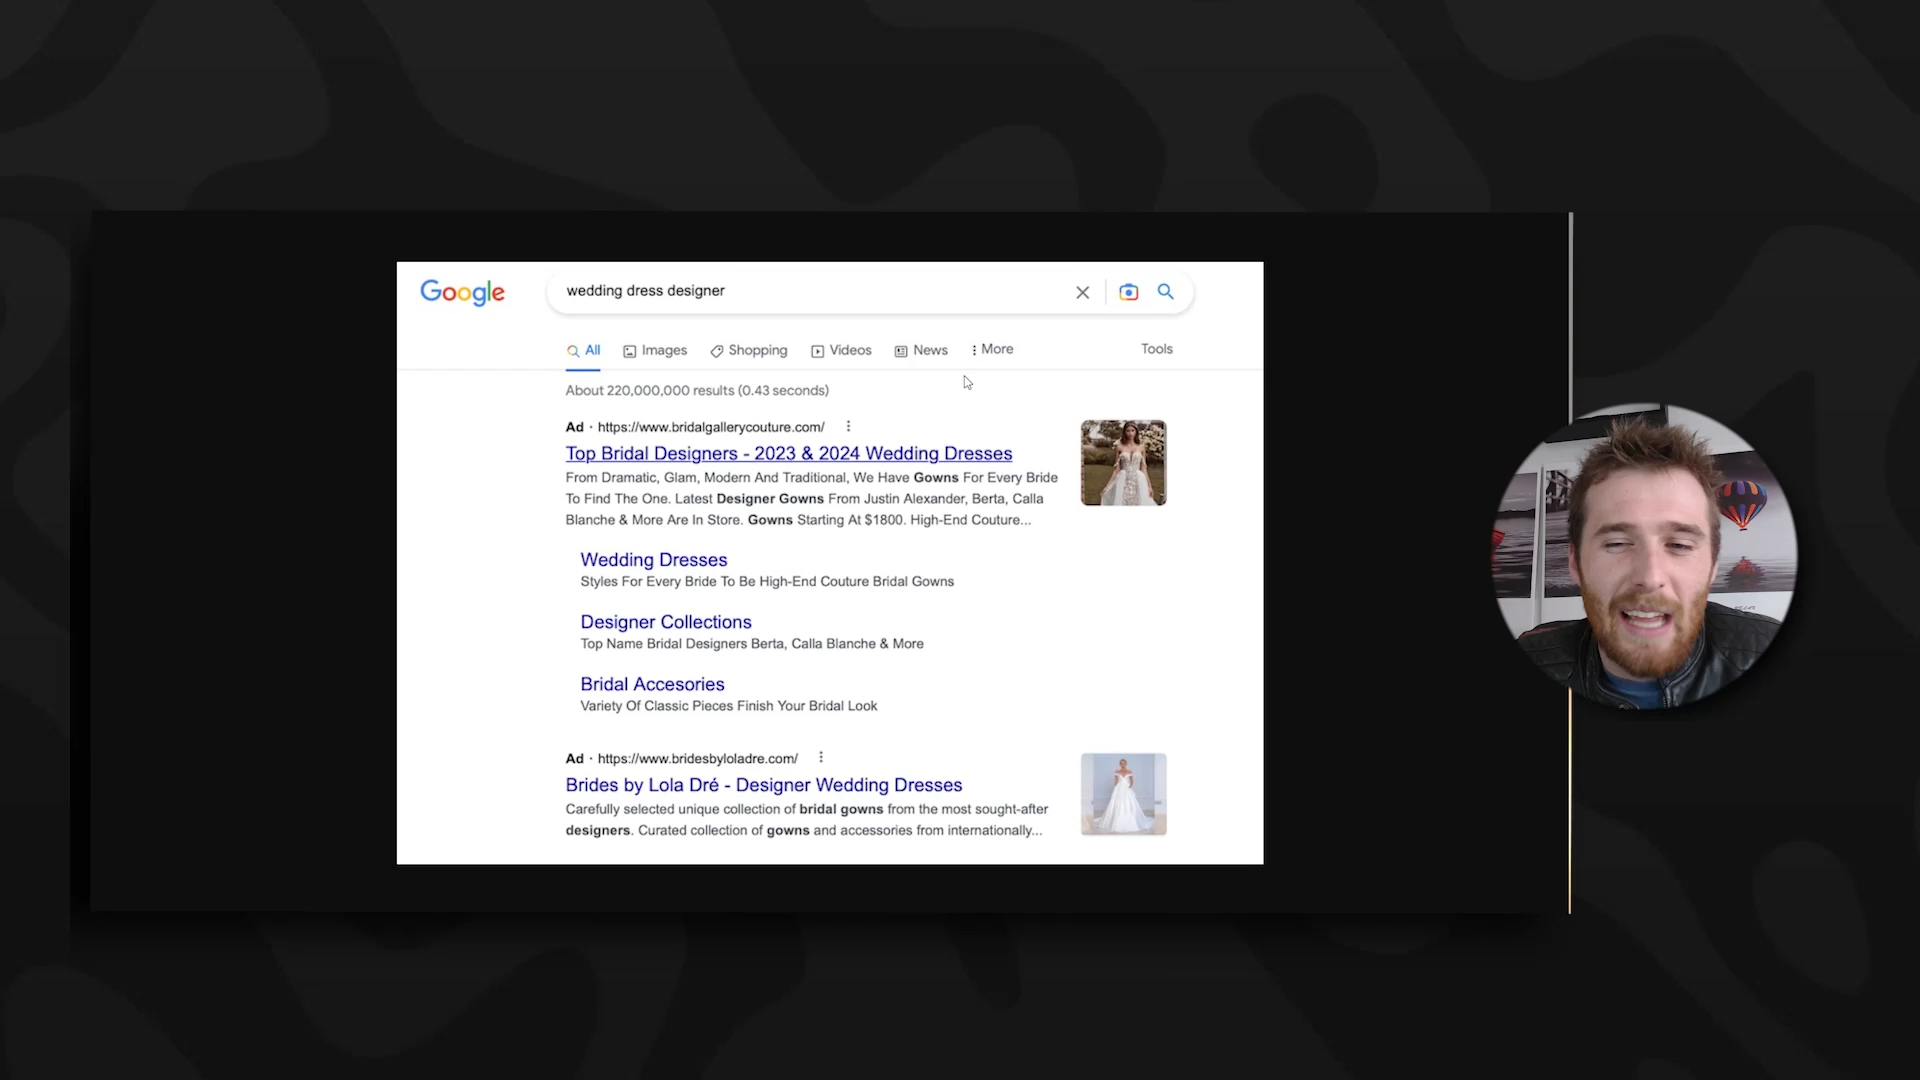 Google
wedding dress designer
All Images Shopping Videos News More Tools
About 220,000,000 results (0.43 seconds)
Ad · https://www.bridalgallerycouture.com/
Top Bridal Designers - 2023 & 2024 Wedding Dresses
From Dramatic, Glam, Modern And Traditional, We Have Gowns For Every Bride
To Find The One. Latest Designer Gowns From Justin Alexander, Berta, Calla
Blanche & More Are In Store. Gowns Starting At $1800. High-End Couture...
Wedding Dresses
Styles For Every Bride To Be High-End Couture Bridal Gowns
Designer Collections
Top Name Bridal Designers Berta, Calla Blanche & More
Bridal Accesories
Variety Of Classic Pieces Finish Your Bridal Look
Ad · https://www.bridesbyloladre.com/
Brides by Lola Dré - Designer Wedding Dresses
Carefully selected unique collection of bridal gowns from the most sought-after
designers. Curated collection of gowns and accessories from internationally...